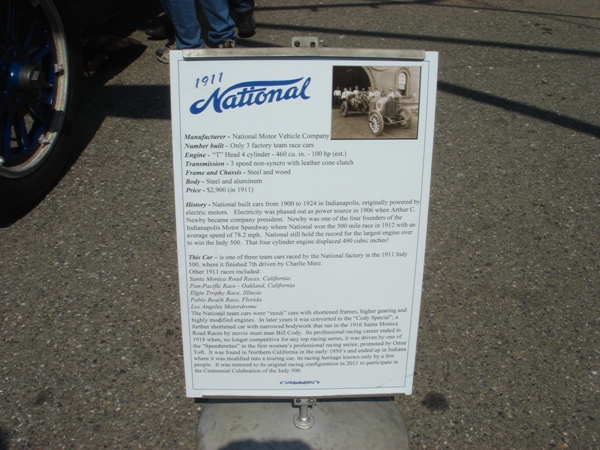 1911
National
Manufacturer - National Motor Vehicle Company
Number built - Only 3 factory team race cars
Engine - "T" Head 4 cylinder - 460 cu. in. - 100 hp (est.)
Transmission - 3 speed non-syncro with leather cone clutch
Frame and Chassis - Steel and wood
Body - Steel and aluminum
Price - $2,900 (in 1911)
History - National built cars from 1900 to 1924 in Indianapolis, originally powered by
electric motors. Electricity was phased out as power source in 1906 when Arthur C.
Newby became company president. Newby was one of the four founders of the
Indianapolis Motor Speedway where National won the 500 mile race in 1912 with an
average speed of 78.2 mph. National still hold the record for the largest engine ever
to win the Indy 500. That four cylinder engine displaced 490 cubic inches!
This Car - is one of three team cars raced by the National factory in the 1911 Indy
500, where it finished 7th driven by Charlie Merz.
Other 1911 races included:
Santa Monica Road Races, California
Pan-Pacific Race - Oakland, California
Elgin Trophy Race, Illinois
Pablo Beach Race, Florida
Los Angeles Motordrome
The National team cars were "stock" cars with shortened frames, higher gearing and
highly modified engines. In later years it was converted to the "Cody Special", a
further shortened car with narrowed bodywork that ran in the 1916 Santa Monica
Road Races by movie stunt man Bill Cody. Its professional racing career ended in
1918 when, no longer competitive for any top racing series, it was driven by one of
the "Speederettes" in the first women's professional racing series, promoted by Omar
Toft. It was found in Northern California in the early 1950's and ended up in Indiana
where it was modified into a touring car, its racing heritage known only by a few
people. It was restored to its original racing configuration in 2011 to participate in
the Centennial Celebration of the Indy 500.